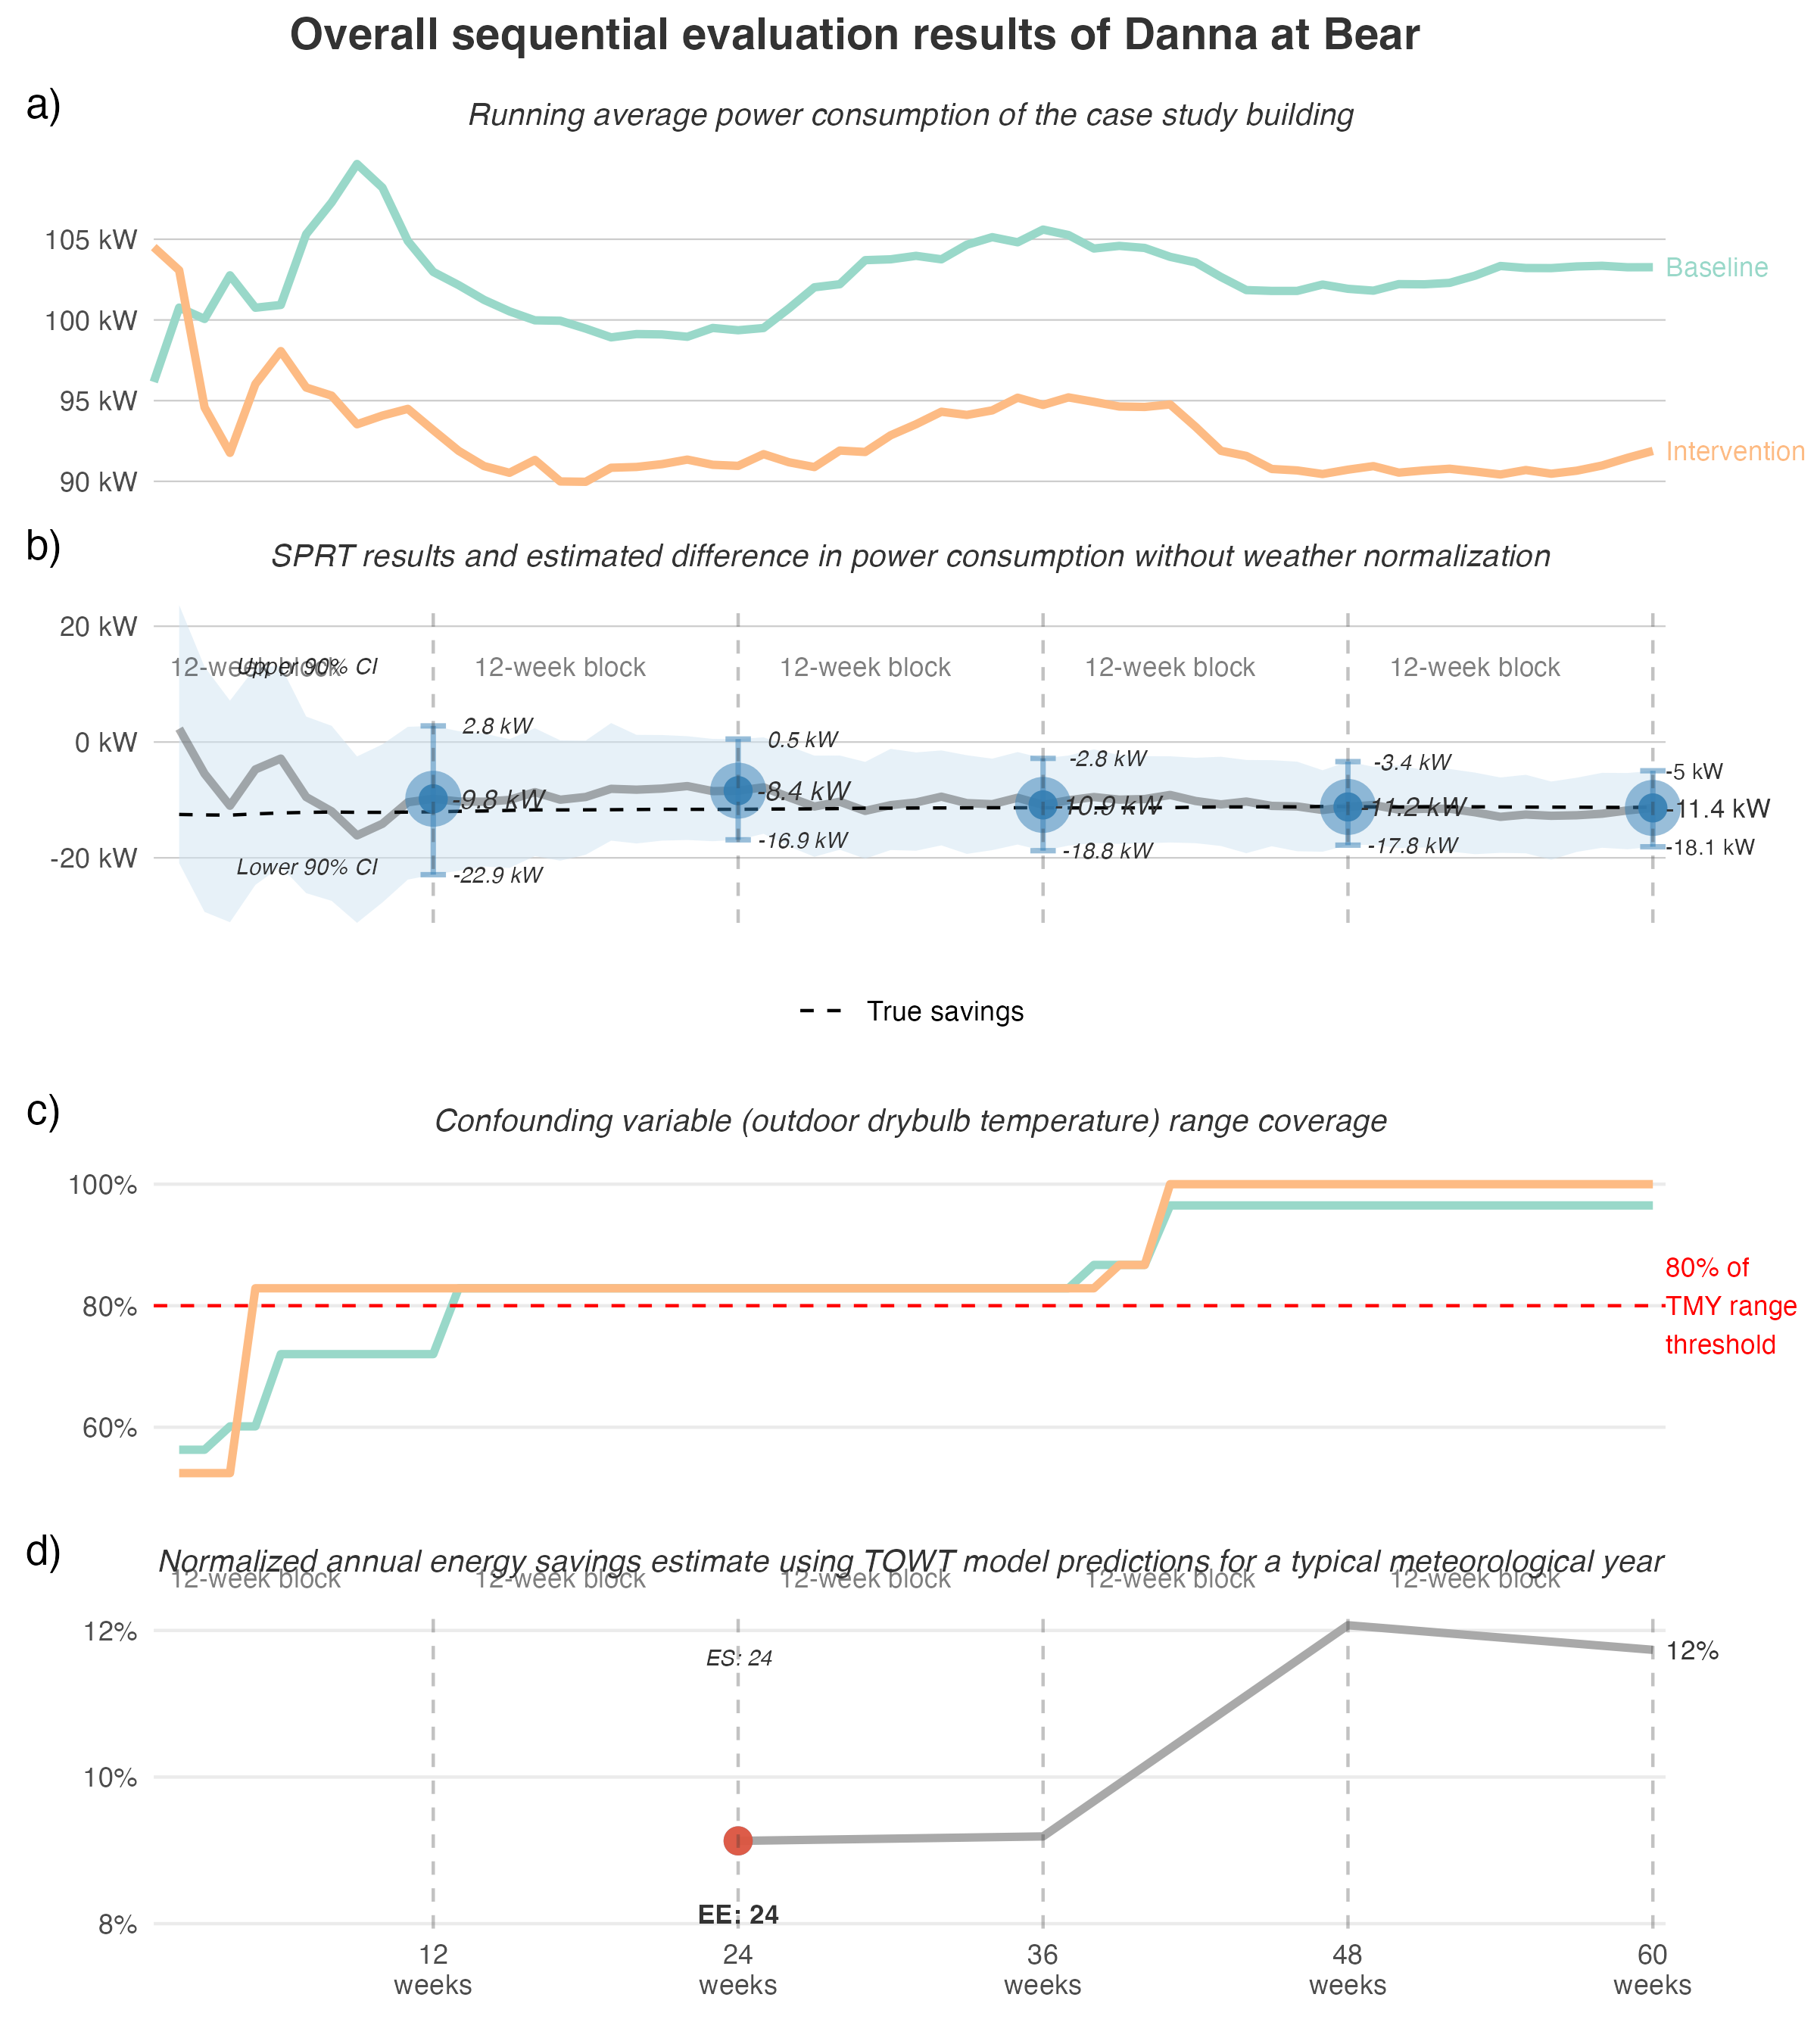 Overall sequential evaluation results of Danna at Bear
a)
Running average power consumption of the case study building
105 kW
100 kW
95 kW
90 kW
Baseline
Intervention
b)
SPRT results and estimated difference in power consumption without weather normalization
20 kW
0 kW
-20 kW
12-week block
12-week block
12-week block
12-week block
12-week block
Upper 90% CI
Lower 90% CI
2.8 kW
-9.8 kW
-22.9 kW
0.5 kW
-8.4 kW
-16.9 kW
-2.8 kW
-10.9 kW
-18.8 kW
-3.4 kW
-11.2 kW
-17.8 kW
-5 kW
-11.4 kW
-18.1 kW
True savings
c)
Confounding variable (outdoor drybulb temperature) range coverage
100%
80%
60%
80% of
TMY range
threshold
d)
Normalized annual energy savings estimate using TOWT model predictions for a typical meteorological year
12-week block
12-week block
12-week block
12-week block
12-week block
12%
10%
8%
ES: 24
EE: 24
12%
12
weeks
24
weeks
36
weeks
48
weeks
60
weeks